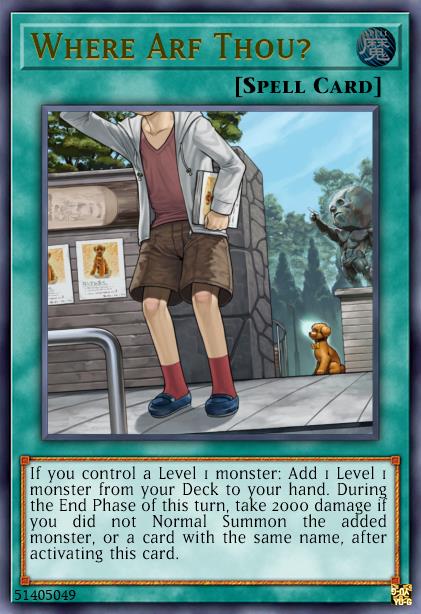 WHERE ARF THOU?
魔
[SPELL CARD]
If you control a Level 1 monster: Add 1 Level 1
monster from your Deck to your hand. During
the End Phase of this turn, take 2000 damage if
you did not Normal Summon the added
monster, or a card with the same name, after
activating this card.
51405049